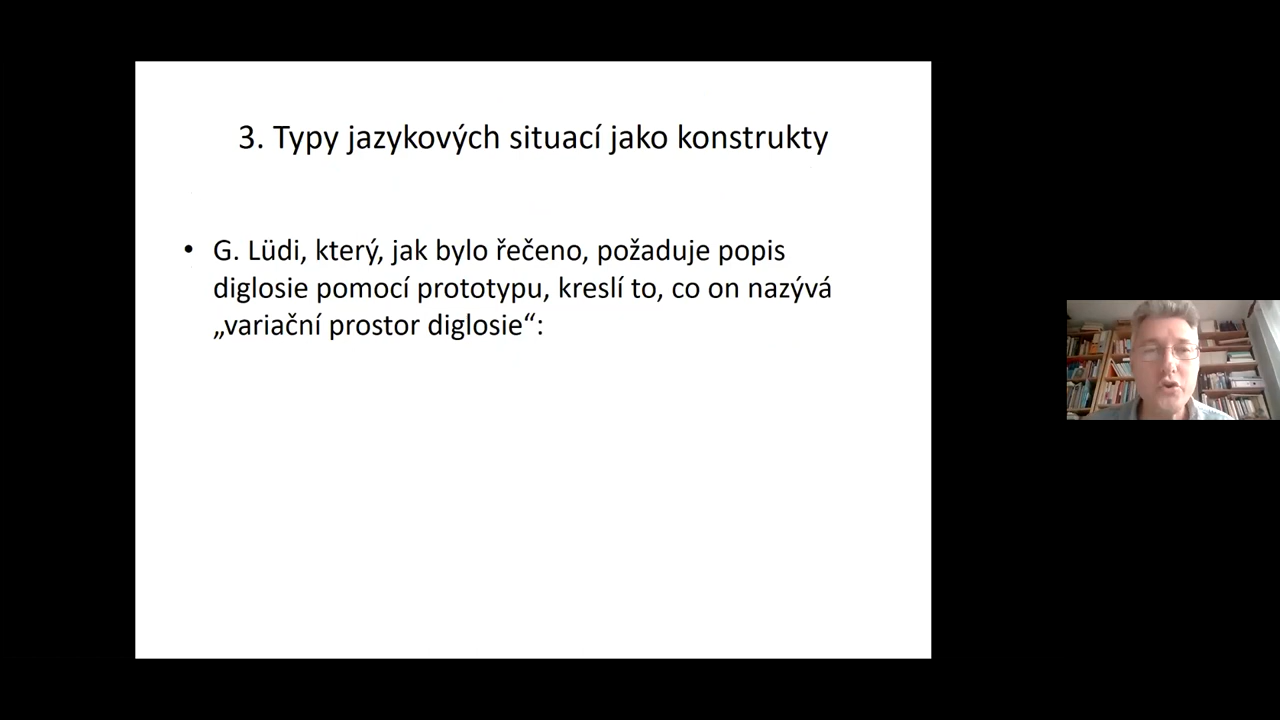 3. Typy jazykových situací jako konstrukty
• G. Lüdi, který, jak bylo řečeno, požaduje popis
diglosie pomocí prototypu, kreslí to, co on nazývá
„variační prostor diglosie“: